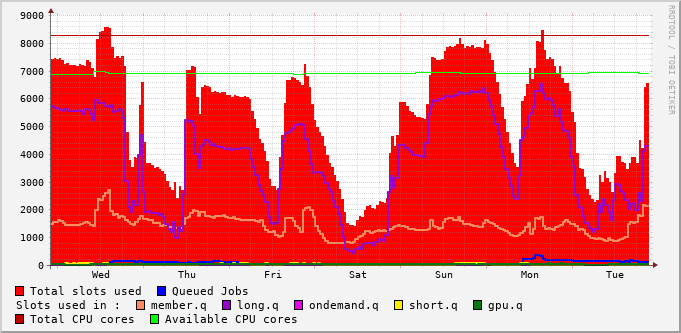 RRDTOOL / TOBI OETIKER
9000
8000
7000
6000
5000
4000
3000
2000
1000
0
Wed Thu Fri Sat Sun Mon Tue
Total slots used Queued Jobs
Slots used in : member.q long.q ondemand.q short.q gpu.q
Total CPU cores Available CPU cores